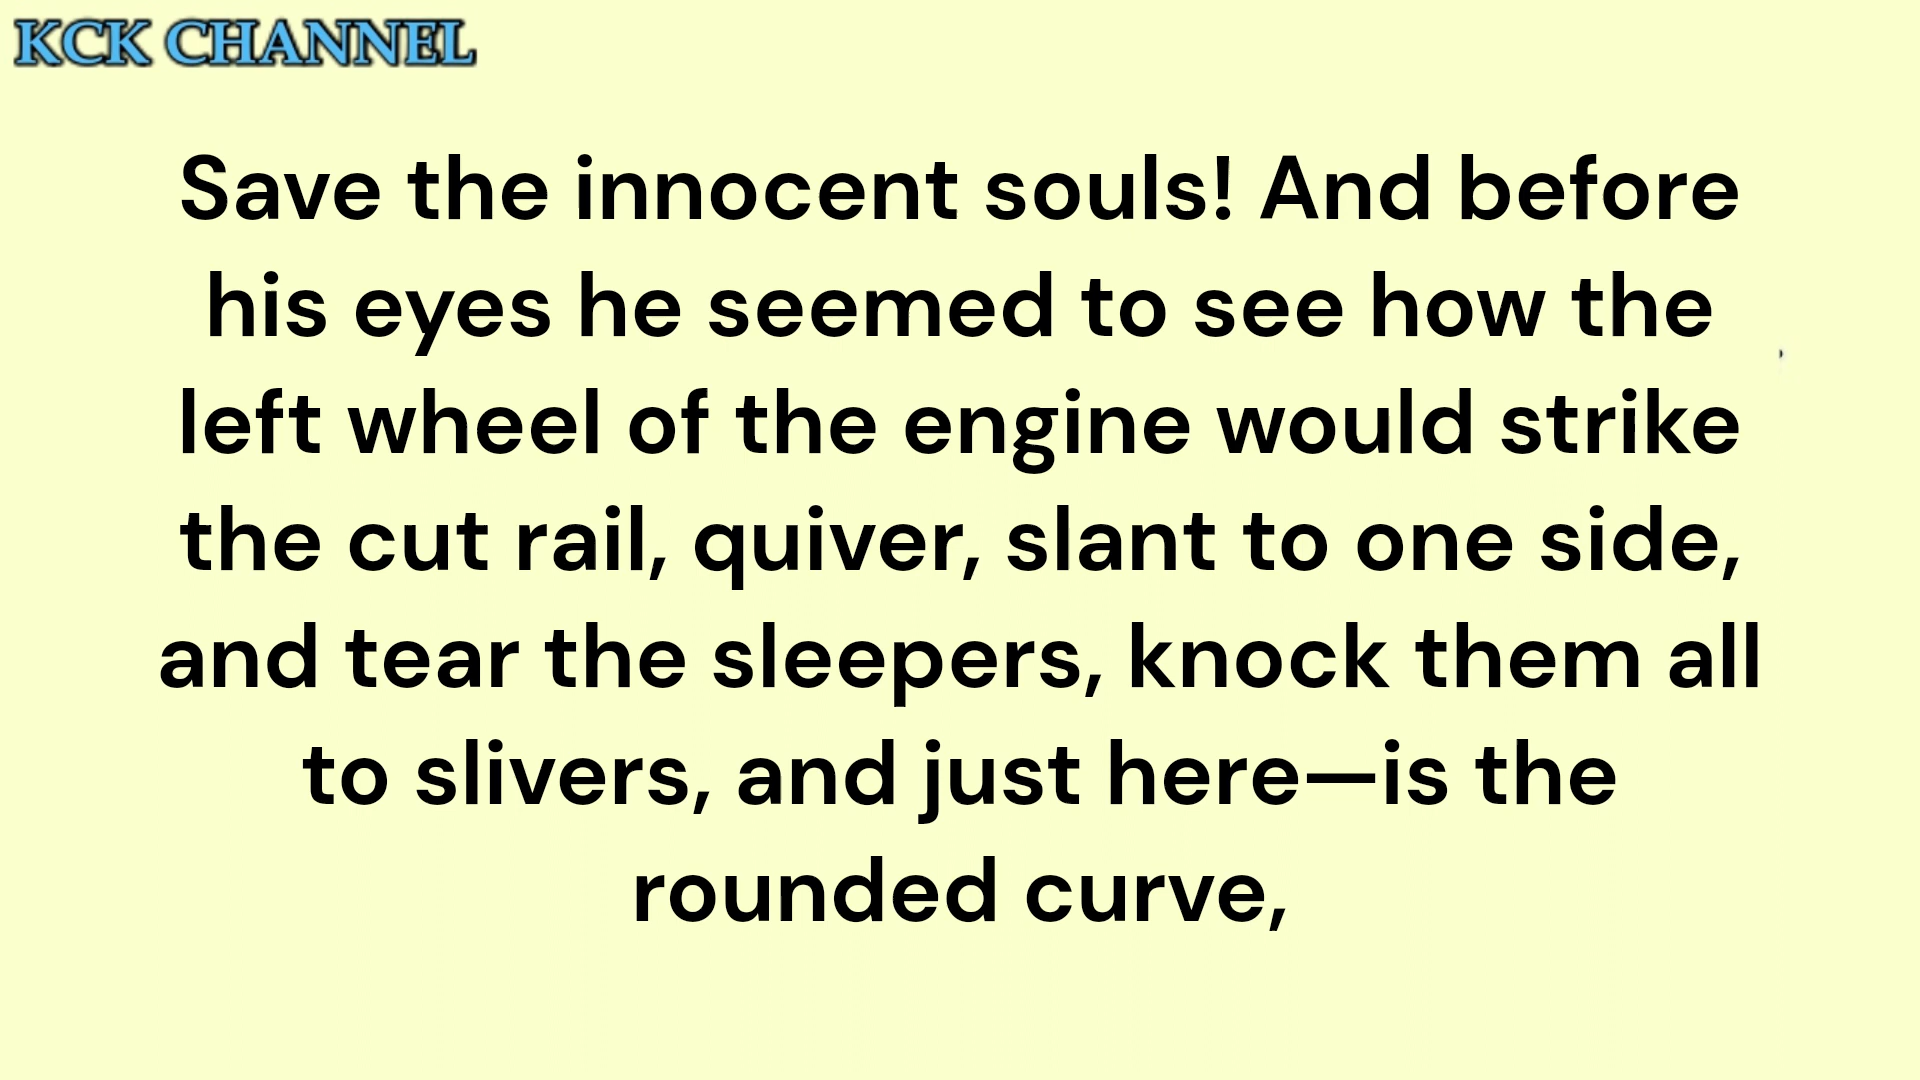 KCK CHANNEL
Save the innocent souls! And before
his eyes he seemed to see how the
left wheel of the engine would strike
the cut rail, quiver, slant to one side,
and tear the sleepers, knock them all
to slivers, and just here—is the
rounded curve,